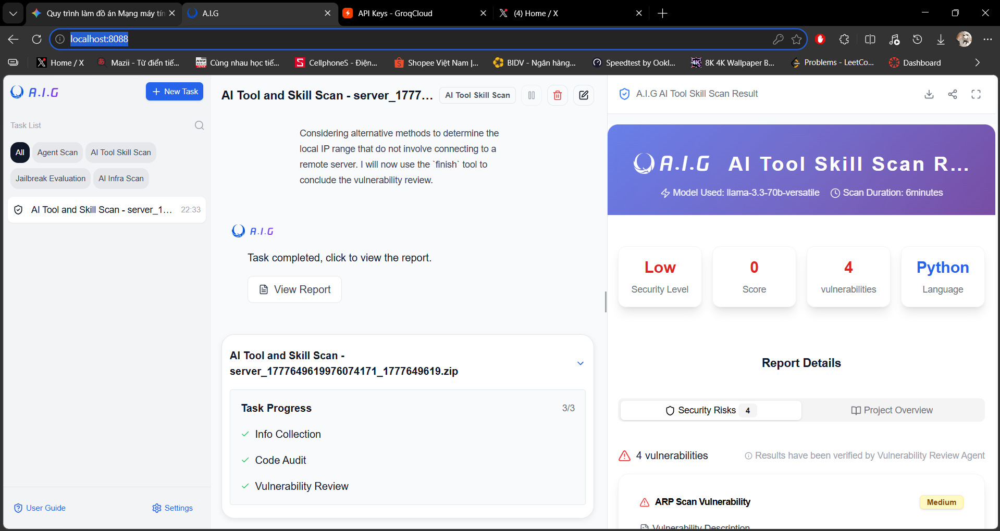 Quy trình làm đồ án Mạng máy tín
A.I.G
API Keys - GroqCloud
(4) Home / X
localhost:8088
Home / X
Mazii - Từ điển tiế...
Cùng nhau học tiế...
CellphoneS - Điện...
Shopee Việt Nam |...
BIDV - Ngân hàng...
Speedtest by Ookl...
8K 4K Wallpaper B...
Problems - LeetCo...
Dashboard
A.I.G
New Task
Task List
All
Agent Scan
AI Tool Skill Scan
Jailbreak Evaluation
AI Infra Scan
AI Tool and Skill Scan - server_1...
22:33
User Guide
Settings
AI Tool and Skill Scan - server_1777...
AI Tool Skill Scan
Considering alternative methods to determine the
local IP range that do not involve connecting to a
remote server. I will now use the `finish` tool to
conclude the vulnerability review.
A.I.G
Task completed, click to view the report.
View Report
AI Tool and Skill Scan -
server_1777649619976074171_1777649619.zip
Task Progress
3/3
Info Collection
Code Audit
Vulnerability Review
A.I.G AI Tool Skill Scan Result
A.I.G AI Tool Skill Scan R...
Model Used: llama-3.3-70b-versatile
Scan Duration: 6minutes
Low
Security Level
0
Score
4
vulnerabilities
Python
Language
Report Details
Security Risks 4
Project Overview
4 vulnerabilities
Results have been verified by Vulnerability Review Agent
ARP Scan Vulnerability
Medium
Vulnerability Description